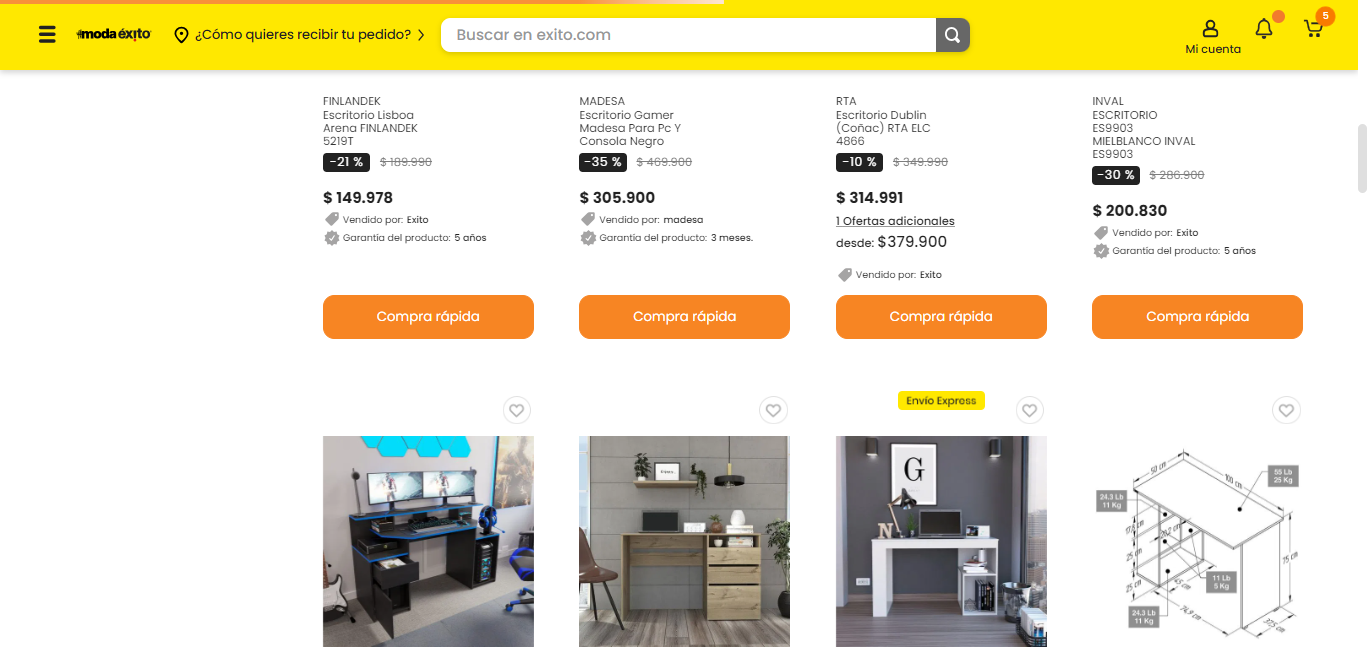 moda éxito
¿Cómo quieres recibir tu pedido?
Buscar en exito.com
Mi cuenta
5
FINLANDEK
Escritorio Lisboa
Arena FINLANDEK
5219T
-21 % $ 189.990
$ 149.978
Vendido por: Exito
Garantía del producto: 5 años
Compra rápida
MADESA
Escritorio Gamer
Madesa Para Pc Y
Consola Negro
-35 % $ 469.900
$ 305.900
Vendido por: madesa
Garantía del producto: 3 meses.
Compra rápida
RTA
Escritorio Dublin
(Coñac) RTA ELC
4866
-10 % $ 349.990
$ 314.991
1 Ofertas adicionales
desde: $379.900
Vendido por: Exito
Compra rápida
INVAL
ESCRITORIO
ES9903
MIELBLANCO INVAL
ES9903
-30 % $ 286.900
$ 200.830
Vendido por: Exito
Garantía del producto: 5 años
Compra rápida
Envío Express
G
N
50 cm
100 cm
55 Lb
25 Kg
24.3 Lb
11 Kg
25 cm
75 cm
11 Lb
5 Kg
25 cm
45 cm
24.3 Lb
11 Kg
74,9 cm
37,5 cm